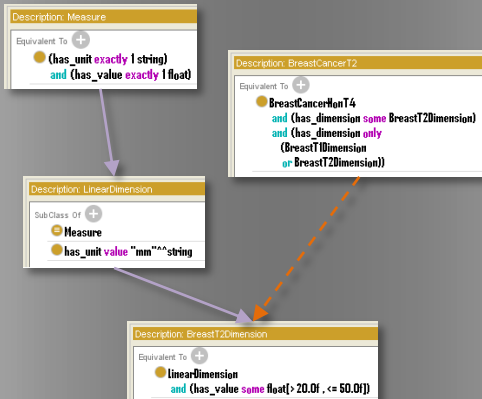 Description: Measure
Equivalent To
(has_unit exactly 1 string)
and (has_value exactly 1 float)
Description: BreastCancerT2
Equivalent To
BreastCancerNonT4
and (has_dimension some BreastT2Dimension)
and (has_dimension only
(BreastT1Dimension
or BreastT2Dimension))
Description: LinearDimension
SubClass Of
Measure
has_unit value "mm"^^string
Description: BreastT2Dimension
Equivalent To
LinearDimension
and (has_value some float[> 20.0f , <= 50.0f])